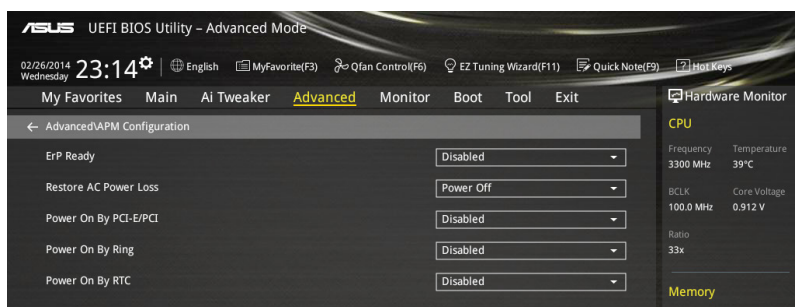 ASUS UEFI BIOS Utility – Advanced Mode
02/26/2014 Wednesday 23:14 English MyFavorite(F3) Qfan Control(F6) EZ Tuning Wizard(F11) Quick Note(F9) ? Hot Keys
My Favorites Main Ai Tweaker Advanced Monitor Boot Tool Exit
← Advanced\APM Configuration
ErP Ready Disabled
Restore AC Power Loss Power Off
Power On By PCI-E/PCI Disabled
Power On By Ring Disabled
Power On By RTC Disabled
Hardware Monitor
CPU
Frequency Temperature
3300 MHz 39°C
BCLK Core Voltage
100.0 MHz 0.912 V
Ratio
33x
Memory